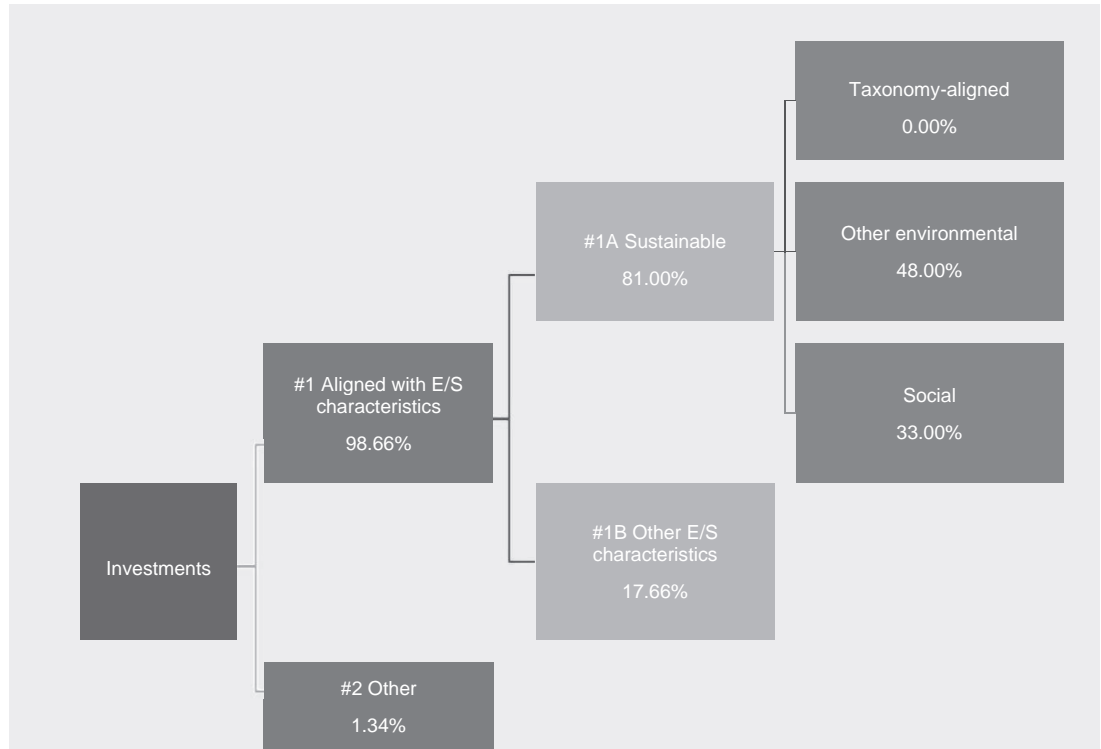 Taxonomy-aligned
0.00%
#1A Sustainable
81.00%
Other environmental
48.00%
#1 Aligned with E/S
characteristics
98.66%
Social
33.00%
Investments
#1B Other E/S
characteristics
17.66%
#2 Other
1.34%